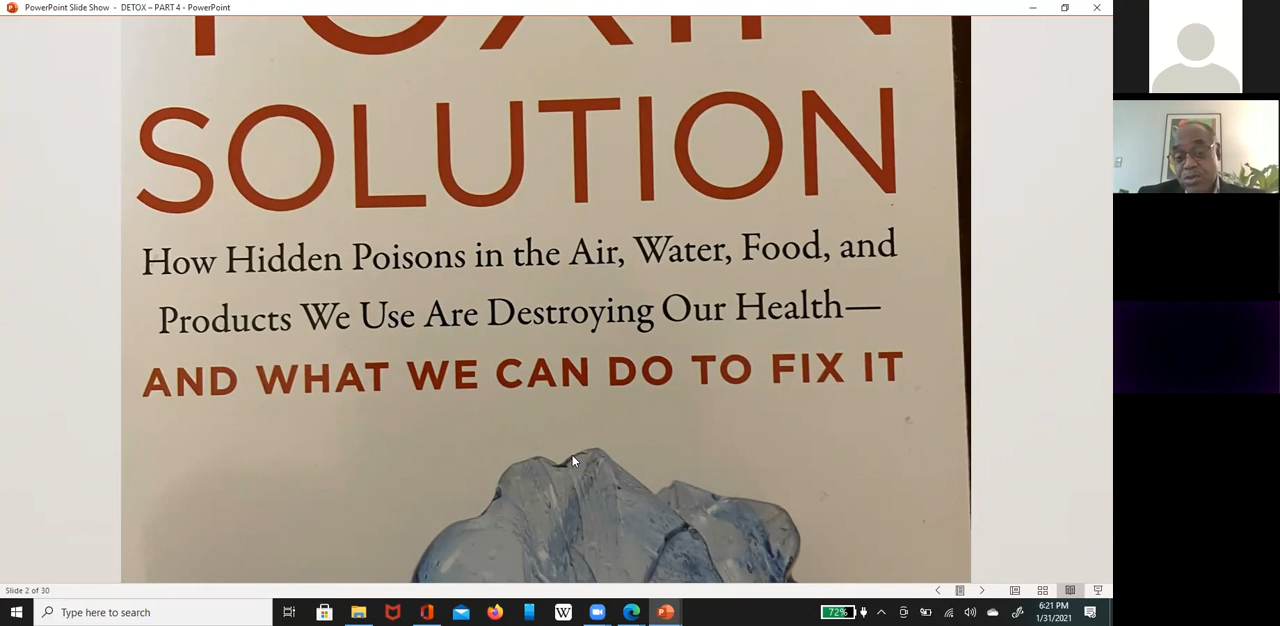 PowerPoint Slide Show - DETOX – PART 4 - PowerPoint
TOXIN
SOLUTION
How Hidden Poisons in the Air, Water, Food, and
Products We Use Are Destroying Our Health—
AND WHAT WE CAN DO TO FIX IT
Slide 2 of 30
Type here to search
72%
6:21 PM
1/31/2021